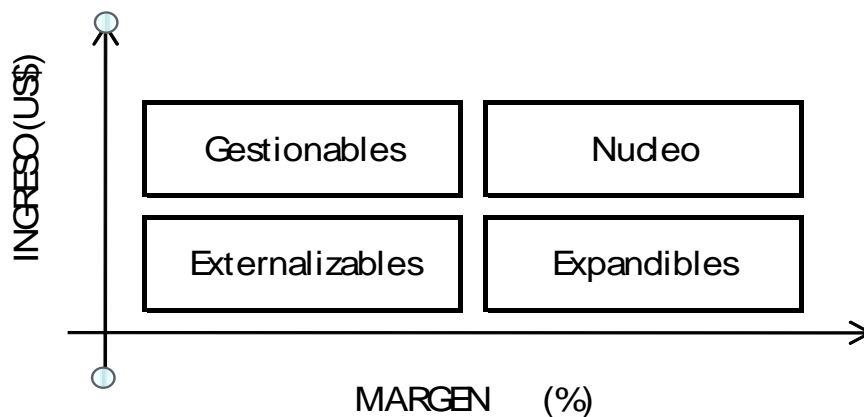 INGRESO (US$)
Gestionables
Nucleo
Externalizables
Expandibles
MARGEN (%)